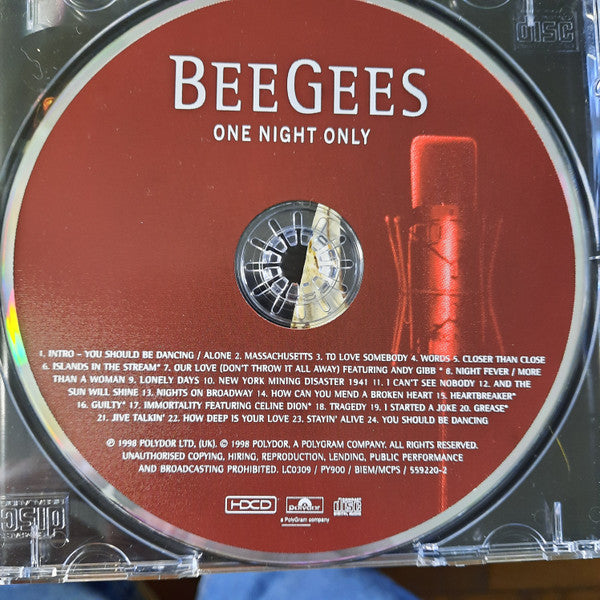 BEEGEES
ONE NIGHT ONLY
1. INTRO – YOU SHOULD BE DANCING / ALONE 2. MASSACHUSETTS 3. TO LOVE SOMEBODY 4. WORDS 5. CLOSER THAN CLOSE
6. ISLANDS IN THE STREAM* 7. OUR LOVE (DON'T THROW IT ALL AWAY) FEATURING ANDY GIBB * 8. NIGHT FEVER / MORE
THAN A WOMAN 9. LONELY DAYS 10. NEW YORK MINING DISASTER 1941 11. I CAN'T SEE NOBODY 12. AND THE
SUN WILL SHINE 13. NIGHTS ON BROADWAY 14. HOW CAN YOU MEND A BROKEN HEART 15. HEARTBREAKER*
16. GUILTY* 17. IMMORTALITY FEATURING CELINE DION* 18. TRAGEDY 19. I STARTED A JOKE 20. GREASE*
21. JIVE TALKIN' 22. HOW DEEP IS YOUR LOVE 23. STAYIN' ALIVE 24. YOU SHOULD BE DANCING
℗ 1998 POLYDOR LTD, (UK). © 1998 POLYDOR, A POLYGRAM COMPANY. ALL RIGHTS RESERVED.
UNAUTHORISED COPYING, HIRING, REPRODUCTION, LENDING, PUBLIC PERFORMANCE
AND BROADCASTING PROHIBITED. LC0309 / PY900 / BIEM/MCPS / 559220-2
HDCD
polydor
a PolyGram company
COMPACT
disc
DIGITAL AUDIO
DISC
disc